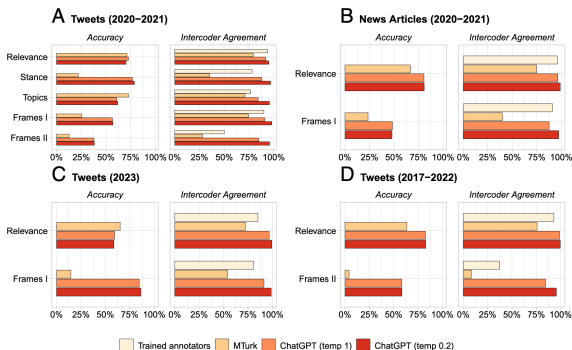 A Tweets (2020−2021)
Accuracy Intercoder Agreement
Relevance
Stance
Topics
Frames I
Frames II
0% 25% 50% 75% 100% 0% 25% 50% 75% 100%
B News Articles (2020−2021)
Accuracy Intercoder Agreement
Relevance
Frames I
0% 25% 50% 75% 100% 0% 25% 50% 75% 100%
C Tweets (2023)
Accuracy Intercoder Agreement
Relevance
Frames I
0% 25% 50% 75% 100% 0% 25% 50% 75% 100%
D Tweets (2017−2022)
Accuracy Intercoder Agreement
Relevance
Frames II
0% 25% 50% 75% 100% 0% 25% 50% 75% 100%
Trained annotators MTurk ChatGPT (temp 1) ChatGPT (temp 0.2)